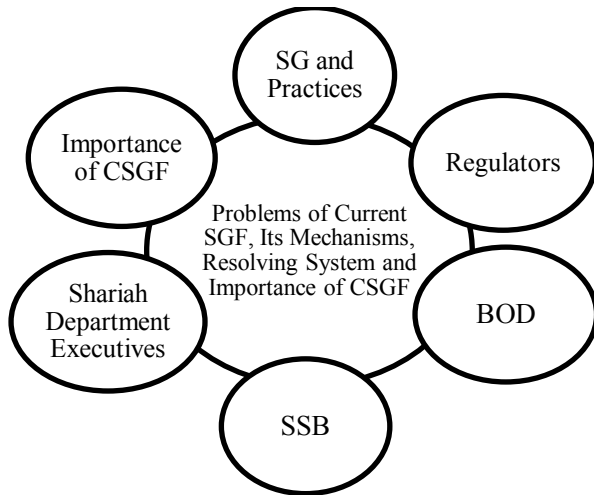 SG and
Practices
Importance
of CSGF
Regulators
Problems of Current
SGF, Its Mechanisms,
Resolving System and
Importance of CSGF
Shariah
Department
Executives
BOD
SSB